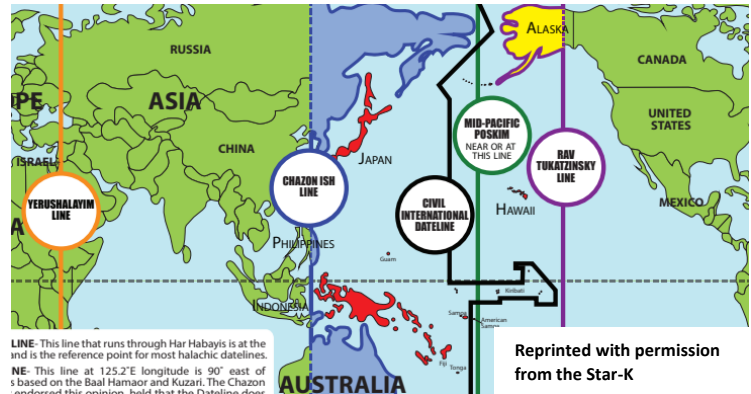 RUSSIA
ALASKA
CANADA
PE
ASIA
UNITED
STATES
MID-PACIFIC
POSKIM
NEAR OR AT
THIS LINE
CHINA
JAPAN
ISRAEL
RAV
TUKATZINSKY
LINE
CHAZON ISH
LINE
YERUSHALAYIM
LINE
CIVIL
INTERNATIONAL
DATELINE
HAWAII
MEXICO
A
PHILIPPINES
Guam
INDONESIA
Kiribati
Samoa
American
Samoa
Fiji
Tonga
LINE- This line that runs through Har Habayis is at the
and is the reference point for most halachic datelines.
NE- This line at 125.2°E longitude is 90° east of
s based on the Baal Hamaor and Kuzari. The Chazon
endorsed this opinion, held that the Dateline does
AUSTRALIA
Reprinted with permission
from the Star-K